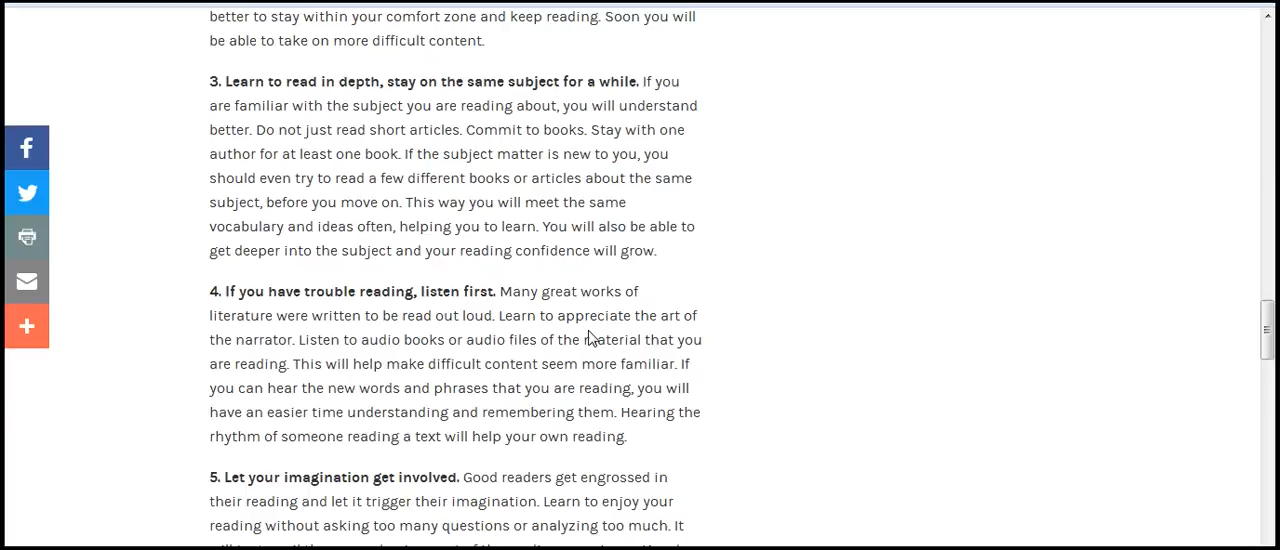 better to stay within your comfort zone and keep reading. Soon you will
be able to take on more difficult content.
3. Learn to read in depth, stay on the same subject for a while. If you
are familiar with the subject you are reading about, you will understand
better. Do not just read short articles. Commit to books. Stay with one
author for at least one book. If the subject matter is new to you, you
should even try to read a few different books or articles about the same
subject, before you move on. This way you will meet the same
vocabulary and ideas often, helping you to learn. You will also be able to
get deeper into the subject and your reading confidence will grow.
4. If you have trouble reading, listen first. Many great works of
literature were written to be read out loud. Learn to appreciate the art of
the narrator. Listen to audio books or audio files of the material that you
are reading. This will help make difficult content seem more familiar. If
you can hear the new words and phrases that you are reading, you will
have an easier time understanding and remembering them. Hearing the
rhythm of someone reading a text will help your own reading.
5. Let your imagination get involved. Good readers get engrossed in
their reading and let it trigger their imagination. Learn to enjoy your
reading without asking too many questions or analyzing too much. It